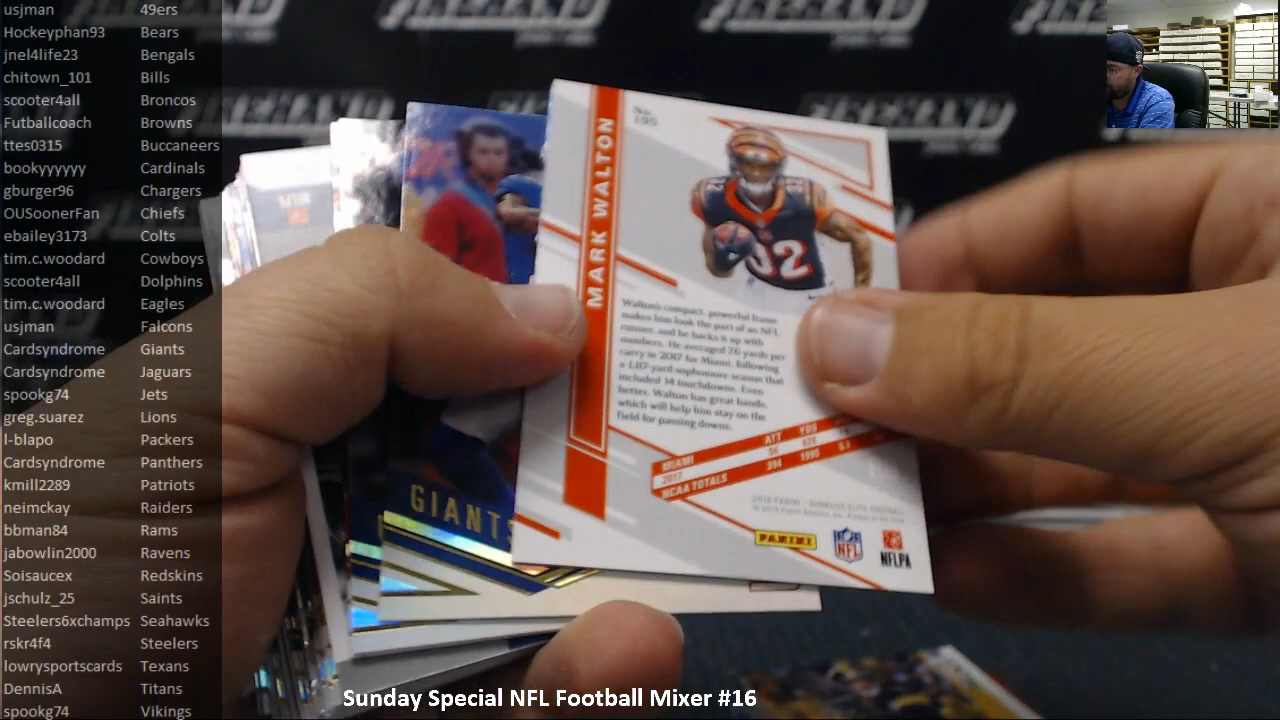 usjman 49ers
Hockeyphan93 Bears
jnel4life23 Bengals
chitown_101 Bills
scooter4all Broncos
Futballcoach Browns
ttes0315 Buccaneers
bookyyyyyy Cardinals
gburger96 Chargers
OUSoonerFan Chiefs
ebailey3173 Colts
tim.c.woodard Cowboys
scooter4all Dolphins
tim.c.woodard Eagles
usjman Falcons
Cardsyndrome Giants
Cardsyndrome Jaguars
spookg74 Jets
greg.suarez Lions
l-blapo Packers
Cardsyndrome Panthers
kmill2289 Patriots
neimckay Raiders
bbman84 Rams
jabowlin2000 Ravens
Soisaucex Redskins
jschulz_25 Saints
Steelers6xchamps Seahawks
rskr4f4 Steelers
lowrysportscards Texans
DennisA Titans
spookg74 Vikings
No. 195
MARK WALTON
32
Walton's compact, powerful frame
makes him look the part of an NFL
runner, and he backs it up with
numbers. He averaged 7.6 yards per
carry in 2017 for Miami, following
a 1,117-yard sophomore season that
included 14 touchdowns. Even
better, Walton has great hands,
which will help him stay on the
field for passing downs.
MIAMI ATT YDS
2017 56 426
NCAA TOTALS 394 1995 5.1
PANINI
NFL
NFLPA
GIANTS
Sunday Special NFL Football Mixer #16